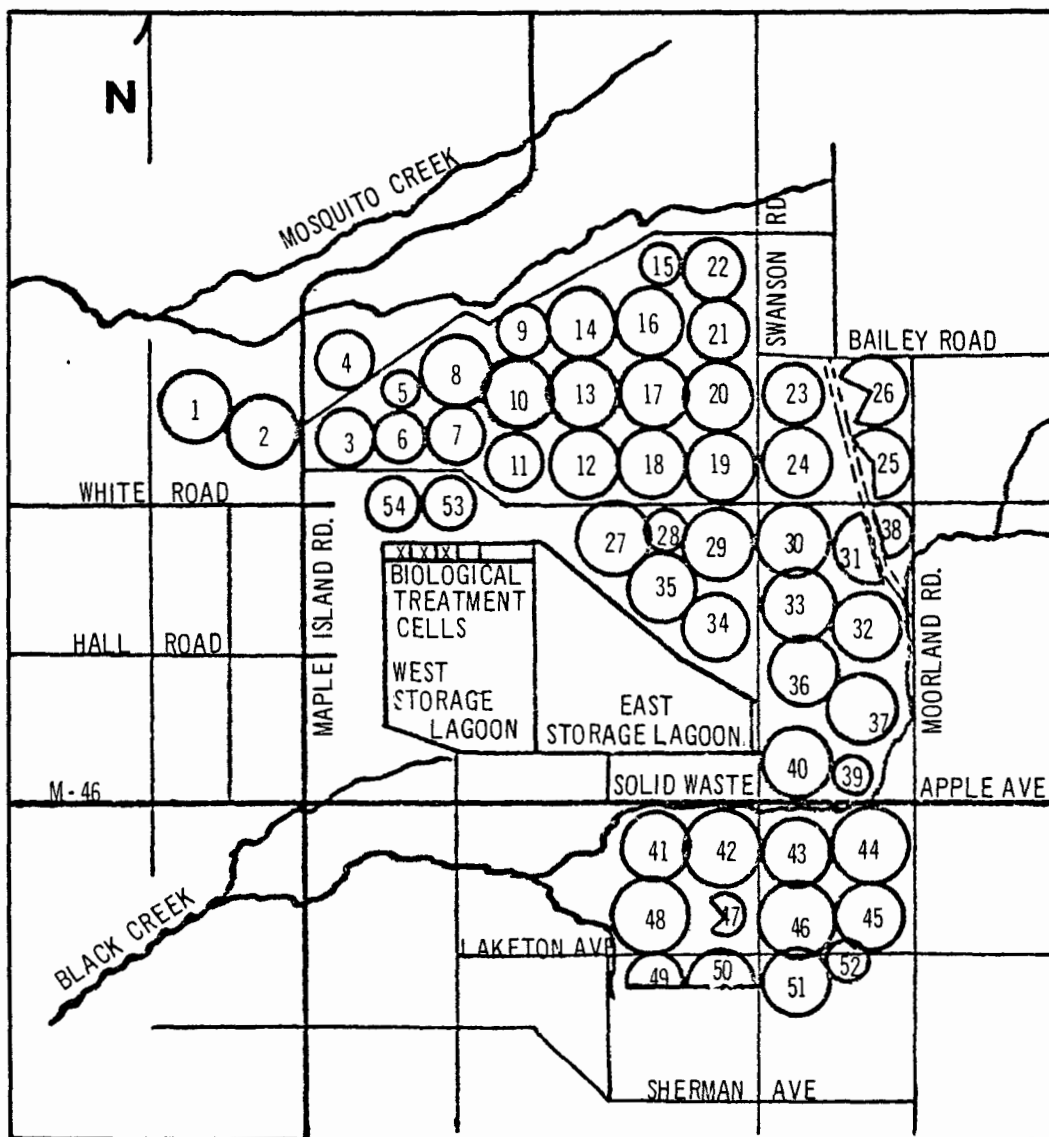 N
MOSQUITO CREEK
SWANSON RD
BAILEY ROAD
15 22
9 14 16 21
4 5 8
1 2 3 6 7
10 13 17 20 23 26
11 12 18 19 24 25
WHITE ROAD
54 53
27 28 29 30 31 38
35 34 33 32
MAPLE ISLAND RD.
X X X
BIOLOGICAL
TREATMENT
CELLS
HALL ROAD
WEST
STORAGE
LAGOON
EAST
STORAGE LAGOON
36 37
MOORLAND RD.
40 39
M-46
SOLID WASTE
APPLE AVE
41 42 43 44
48 47 46 45
BLACK CREEK
LAKETON AVE
49 50 51 52
SHERMAN AVE